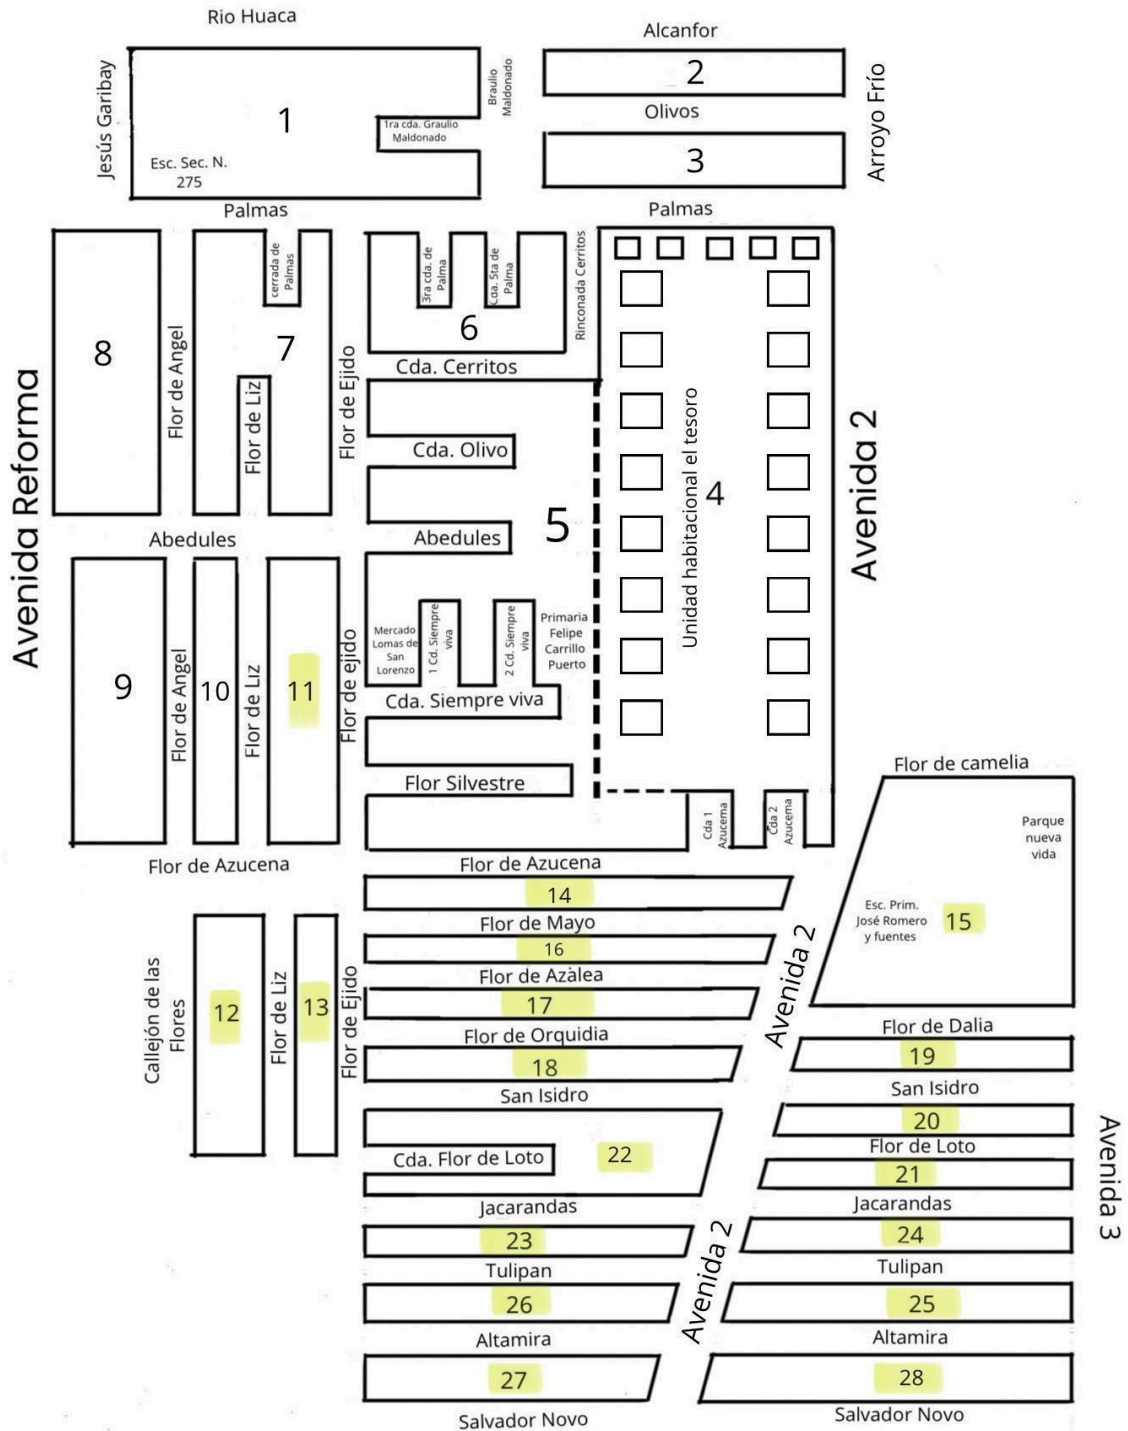 Rio Huaca
Alcanfor
Jesús Garibay
1
Braulio
Maldonado
2
Arroyo Frío
Olivos
1ra cda. Graulio
Maldonado
3
Esc. Sec. N.
275
Palmas
Palmas
cerrada de
Palmas
3ra cda. de
Palma
Cda. 5ta de
Palma
Rinconada Cerritos
6
8
Flor de Angel
7
Flor de Liz
Flor de Ejido
Cda. Cerritos
Avenida Reforma
Cda. Olivo
5
Unidad habitacional el tesoro
4
Avenida 2
Abedules
Abedules
9
Flor de Angel
10
Flor de Liz
11
Flor de ejido
Mercado
Lomas de
San
Lorenzo
1 Cd. Siempre
viva
2 Cd. Siempre
viva
Primaria
Felipe
Carrillo
Puerto
Cda. Siempre viva
Flor Silvestre
Cda 1
Azucema
Cda 2
Azucema
Flor de camelia
Parque
nueva
vida
Flor de Azucena
Flor de Azucena
14
Esc. Prim.
José Romero
y fuentes
15
Flor de Mayo
16
Avenida 2
Flor de Azàlea
17
Callejón de las
Flores
12
Flor de Liz
13
Flor de Ejido
Flor de Orquidia
18
Flor de Dalia
19
San Isidro
San Isidro
20
Cda. Flor de Loto
22
Flor de Loto
21
Avenida 3
Jacarandas
Jacarandas
23
24
Avenida 2
Tulipan
Tulipan
26
25
Altamira
Altamira
27
28
Salvador Novo
Salvador Novo